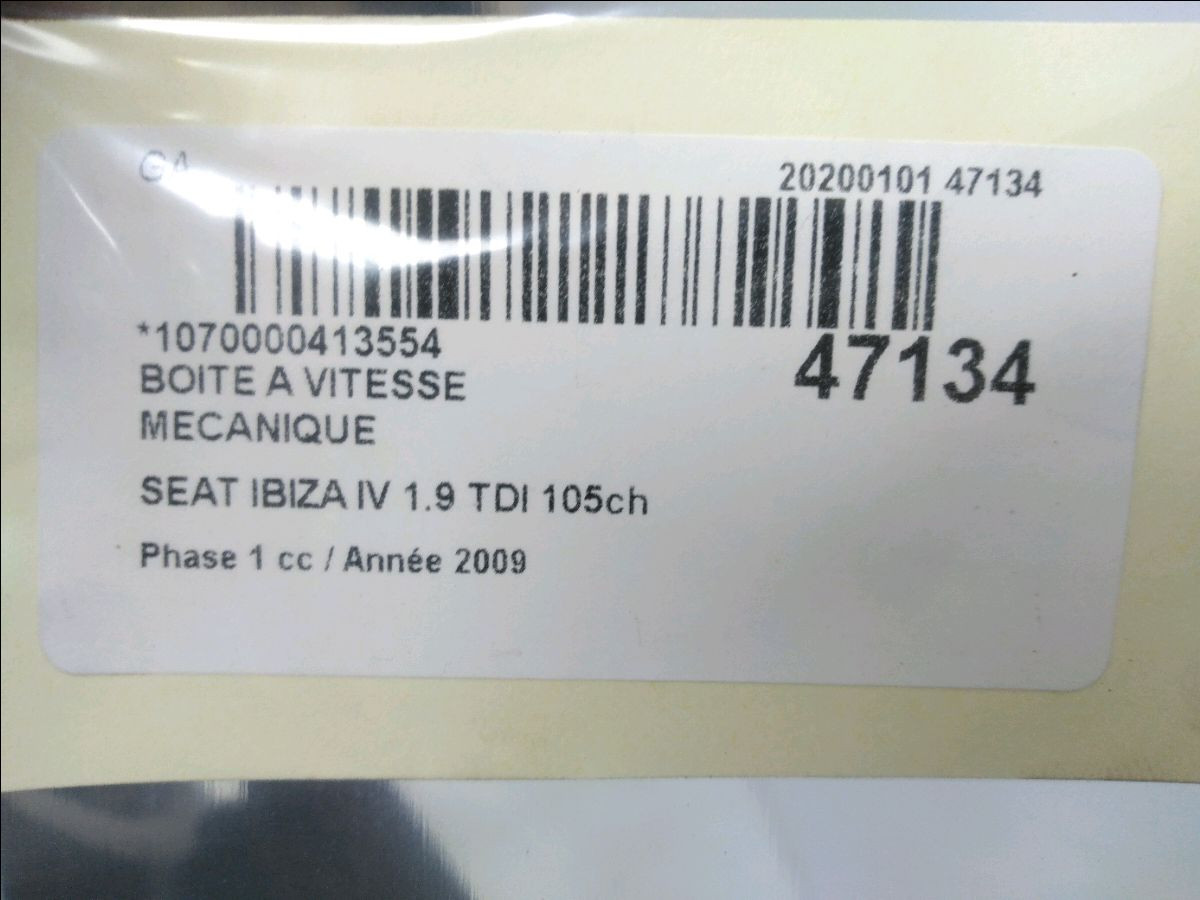 GA
20200101 47134
*1070000413554
47134
BOITE A VITESSE
MECANIQUE
SEAT IBIZA IV 1.9 TDI 105ch
Phase 1 cc / Année 2009